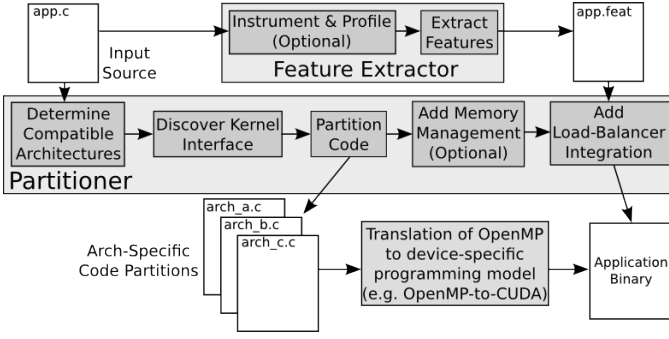 app.c
Input
Source
Instrument & Profile
(Optional)
Extract
Features
Feature Extractor
app.feat
Determine
Compatible
Architectures
Discover Kernel
Interface
Partition
Code
Add Memory
Management
(Optional)
Add
Load-Balancer
Integration
Partitioner
arch_a.c
arch_b.c
arch_c.c
Arch-Specific
Code Partitions
Translation of OpenMP
to device-specific
programming model
(e.g. OpenMP-to-CUDA)
Application
Binary